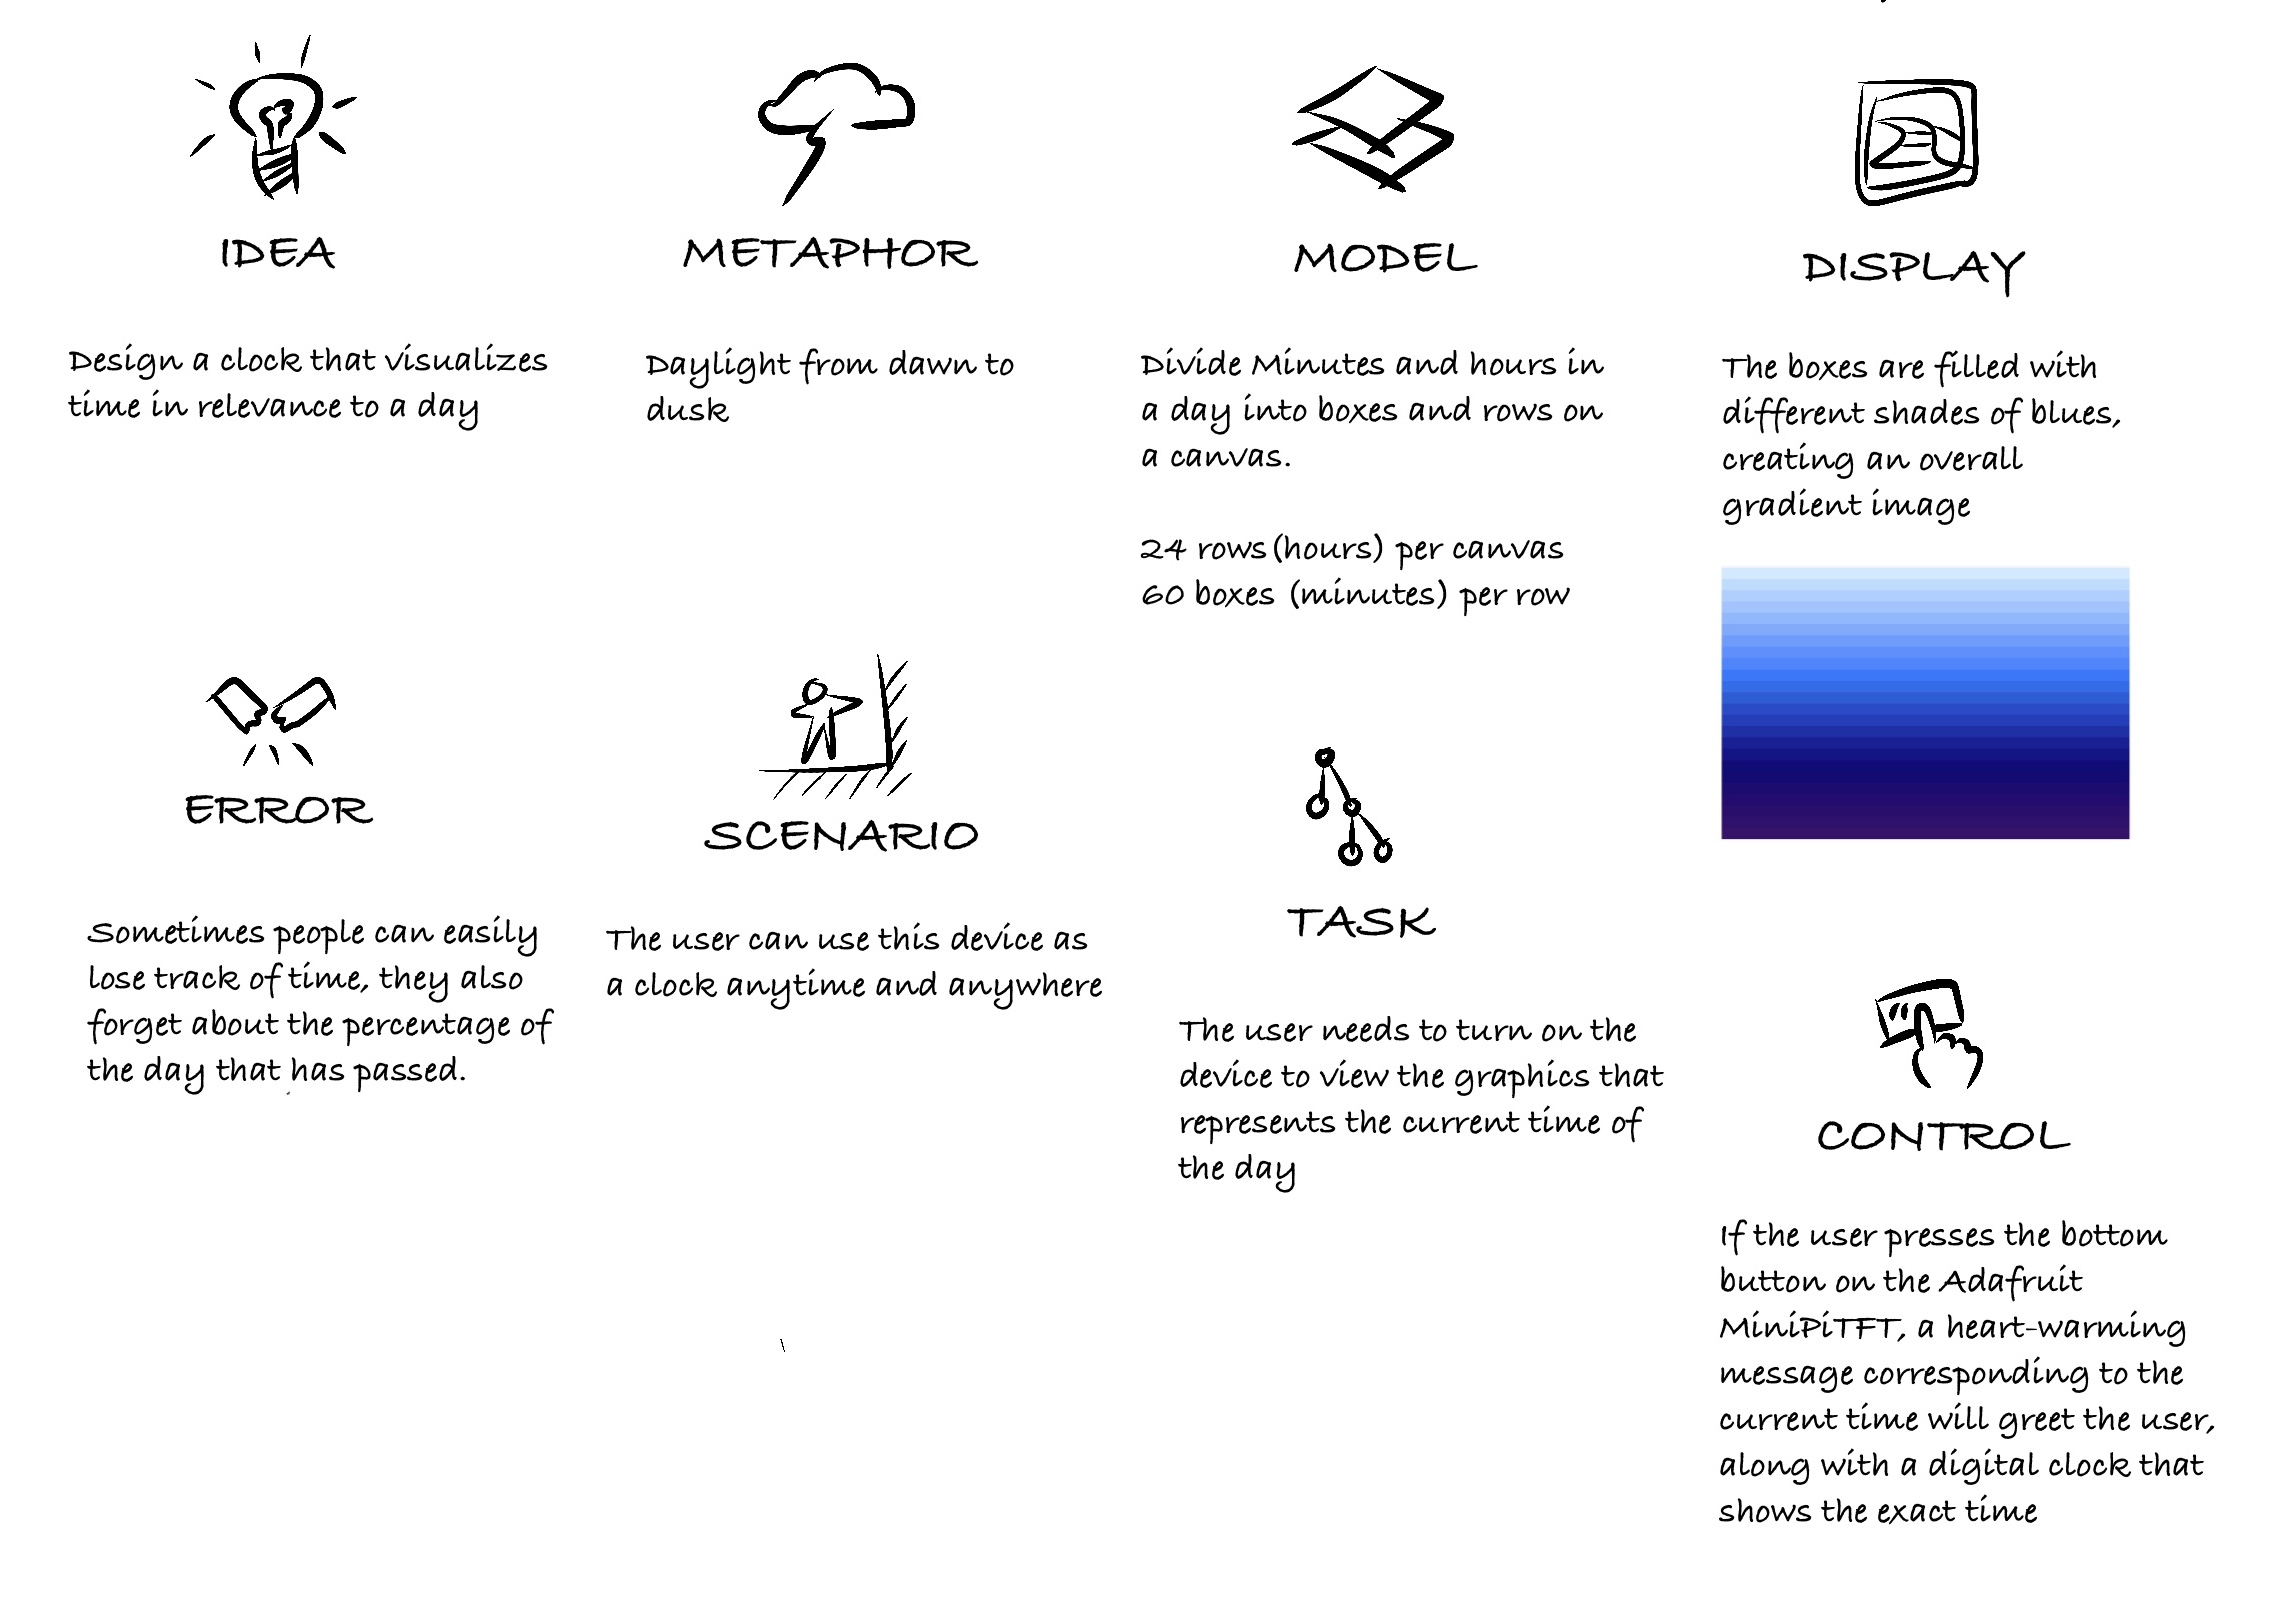 IDEA
Design a clock that visualizes
time in relevance to a day
METAPHOR
Daylight from dawn to
dusk
MODEL
Divide Minutes and hours in
a day into boxes and rows on
a canvas.
24 rows (hours) per canvas
60 boxes (minutes) per row
DISPLAY
The boxes are filled with
different shades of blues,
creating an overall
gradient image
ERROR
Sometimes people can easily
lose track of time, they also
forget about the percentage of
the day that has passed.
SCENARIO
The user can use this device as
a clock anytime and anywhere
TASK
The user needs to turn on the
device to view the graphics that
represents the current time of
the day
CONTROL
If the user presses the bottom
button on the Adafruit
MiniPiTFT, a heart-warming
message corresponding to the
current time will greet the user,
along with a digital clock that
shows the exact time